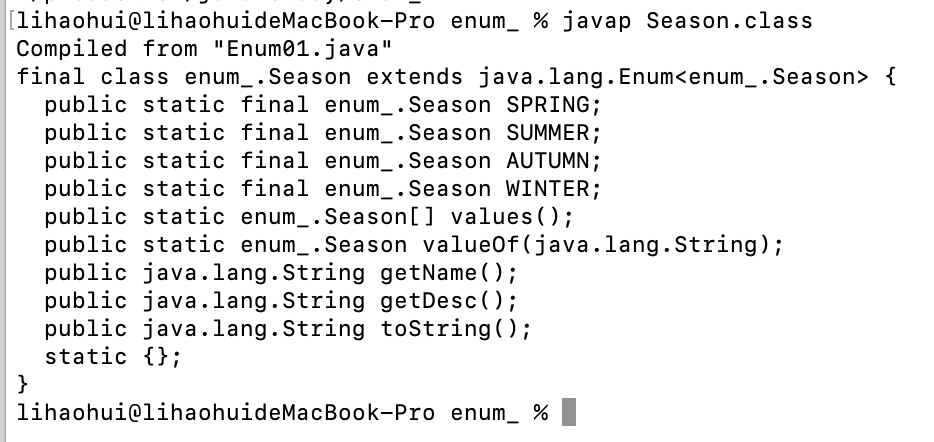 [lihaohui@lihaohuideMacBook-Pro enum_ % javap Season.class
Compiled from "Enum01.java"
final class enum_.Season extends java.lang.Enum<enum_.Season> {
  public static final enum_.Season SPRING;
  public static final enum_.Season SUMMER;
  public static final enum_.Season AUTUMN;
  public static final enum_.Season WINTER;
  public static enum_.Season[] values();
  public static enum_.Season valueOf(java.lang.String);
  public java.lang.String getName();
  public java.lang.String getDesc();
  public java.lang.String toString();
  static {};
}
lihaohui@lihaohuideMacBook-Pro enum_ %